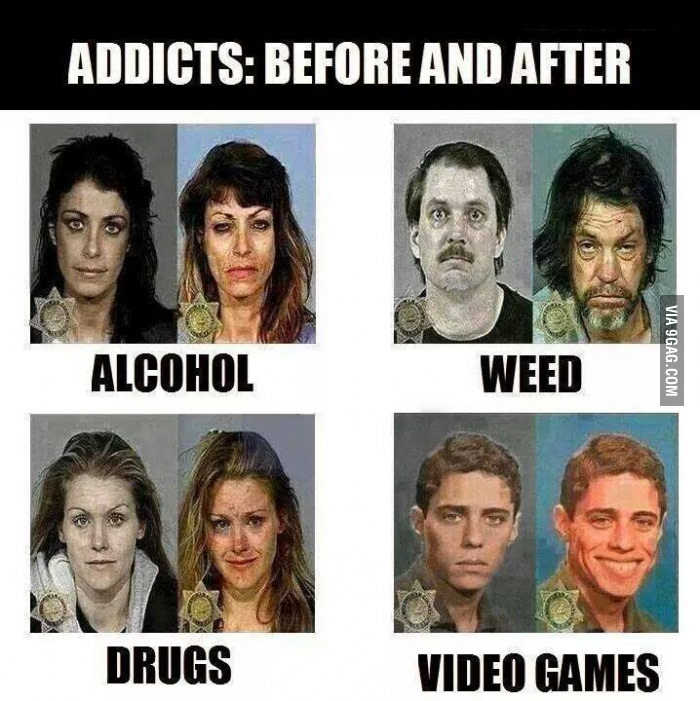 ADDICTS: BEFORE AND AFTER
ALCOHOL
WEED
VIA 9GAG.COM
DRUGS
VIDEO GAMES